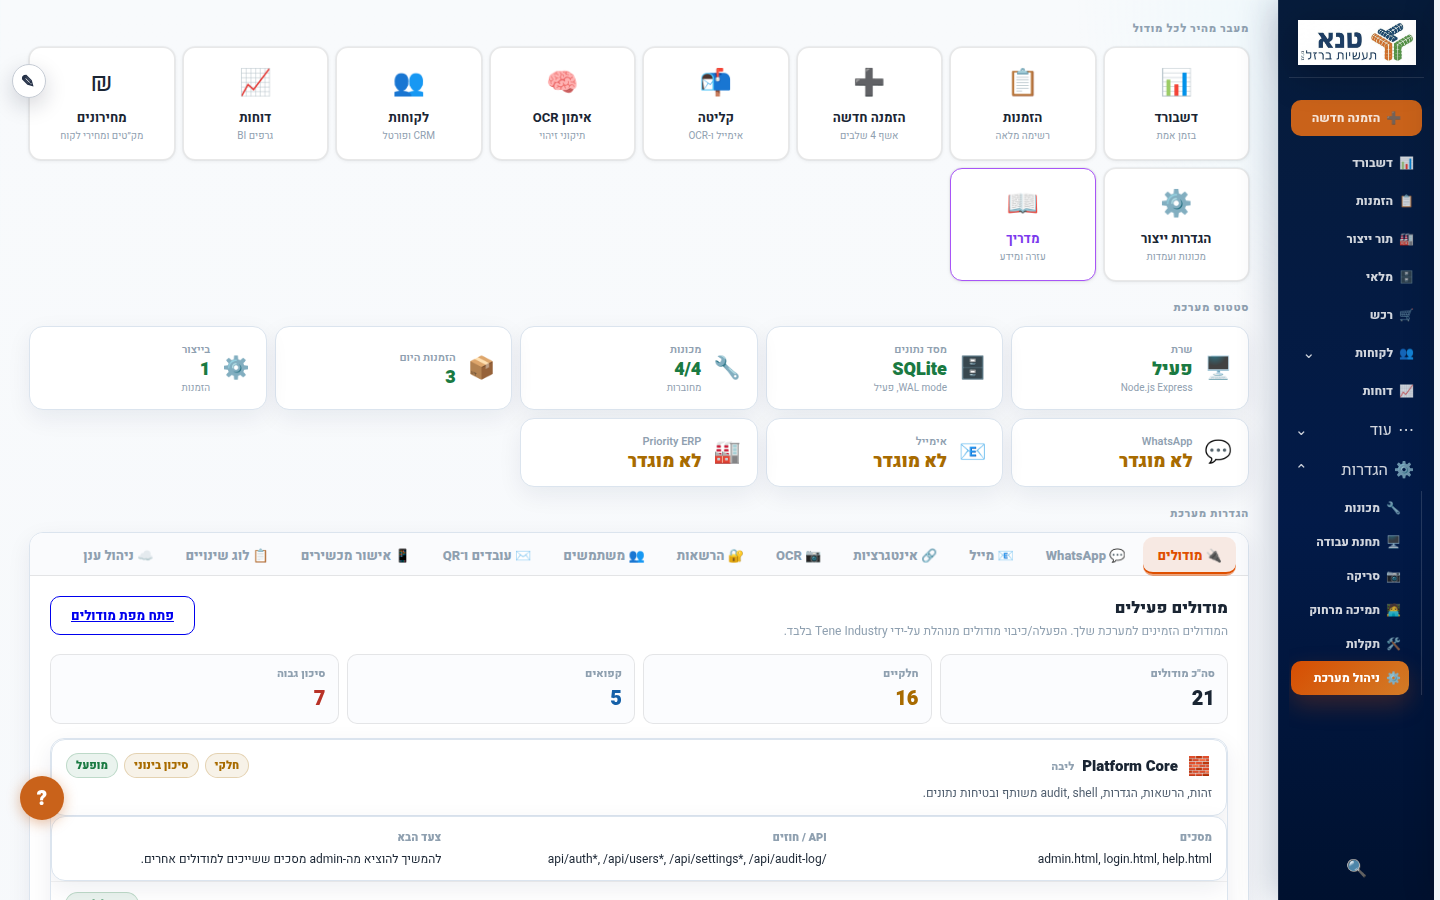 טנא
תעשיות ברזל
הזמנה חדשה
דשבורד
הזמנות
תור ייצור
מלאי
רכש
לקוחות
דוחות
עוד
הגדרות
מכונות
תחנת עבודה
סריקה
תמיכה מרחוק
תקלות
ניהול מערכת
מעבר מהיר לכל מודול
דשבורד
בזמן אמת
הזמנות
רשימה מלאה
הזמנה חדשה
אשף 4 שלבים
קליטה
אימייל ו-OCR
אימון OCR
תיקוני זיהוי
לקוחות
CRM ופורטל
דוחות
גרפים BI
₪
מחירונים
מק"טים ומחירי לקוח
הגדרות ייצור
מכונות ועמדות
מדריך
עזרה ומידע
סטטוס מערכת
שרת
פעיל
Node.js Express
מסד נתונים
SQLite
WAL mode, פעיל
מכונות
4/4
מחוברות
הזמנות היום
3
בייצור
1
הזמנות
WhatsApp
לא מוגדר
אימייל
לא מוגדר
Priority ERP
לא מוגדר
הגדרות מערכת
מודולים
WhatsApp
מייל
אינטגרציות
OCR
הרשאות
משתמשים
עובדים ו־QR
אישור מכשירים
לוג שינויים
ניהול ענן
מודולים פעילים
המודולים הזמינים למערכת שלך. הפעלה/כיבוי מודולים מנוהלת על-ידי Tene Industry בלבד.
פתח מפת מודולים
סה"כ מודולים
21
חלקיים
16
קפואים
5
סיכון גבוה
7
Platform Core ליבה
חלקי
סיכון בינוני
מופעל
זהות, הרשאות, הגדרות, audit, shell משותף ובטיחות נתונים.
מסכים
admin.html, login.html, help.html
API / חוזים
api/auth*, /api/users*, /api/settings*, /api/audit-log/
צעד הבא
להמשיך להוציא מה-admin מסכים ששייכים למודולים אחרים.
?